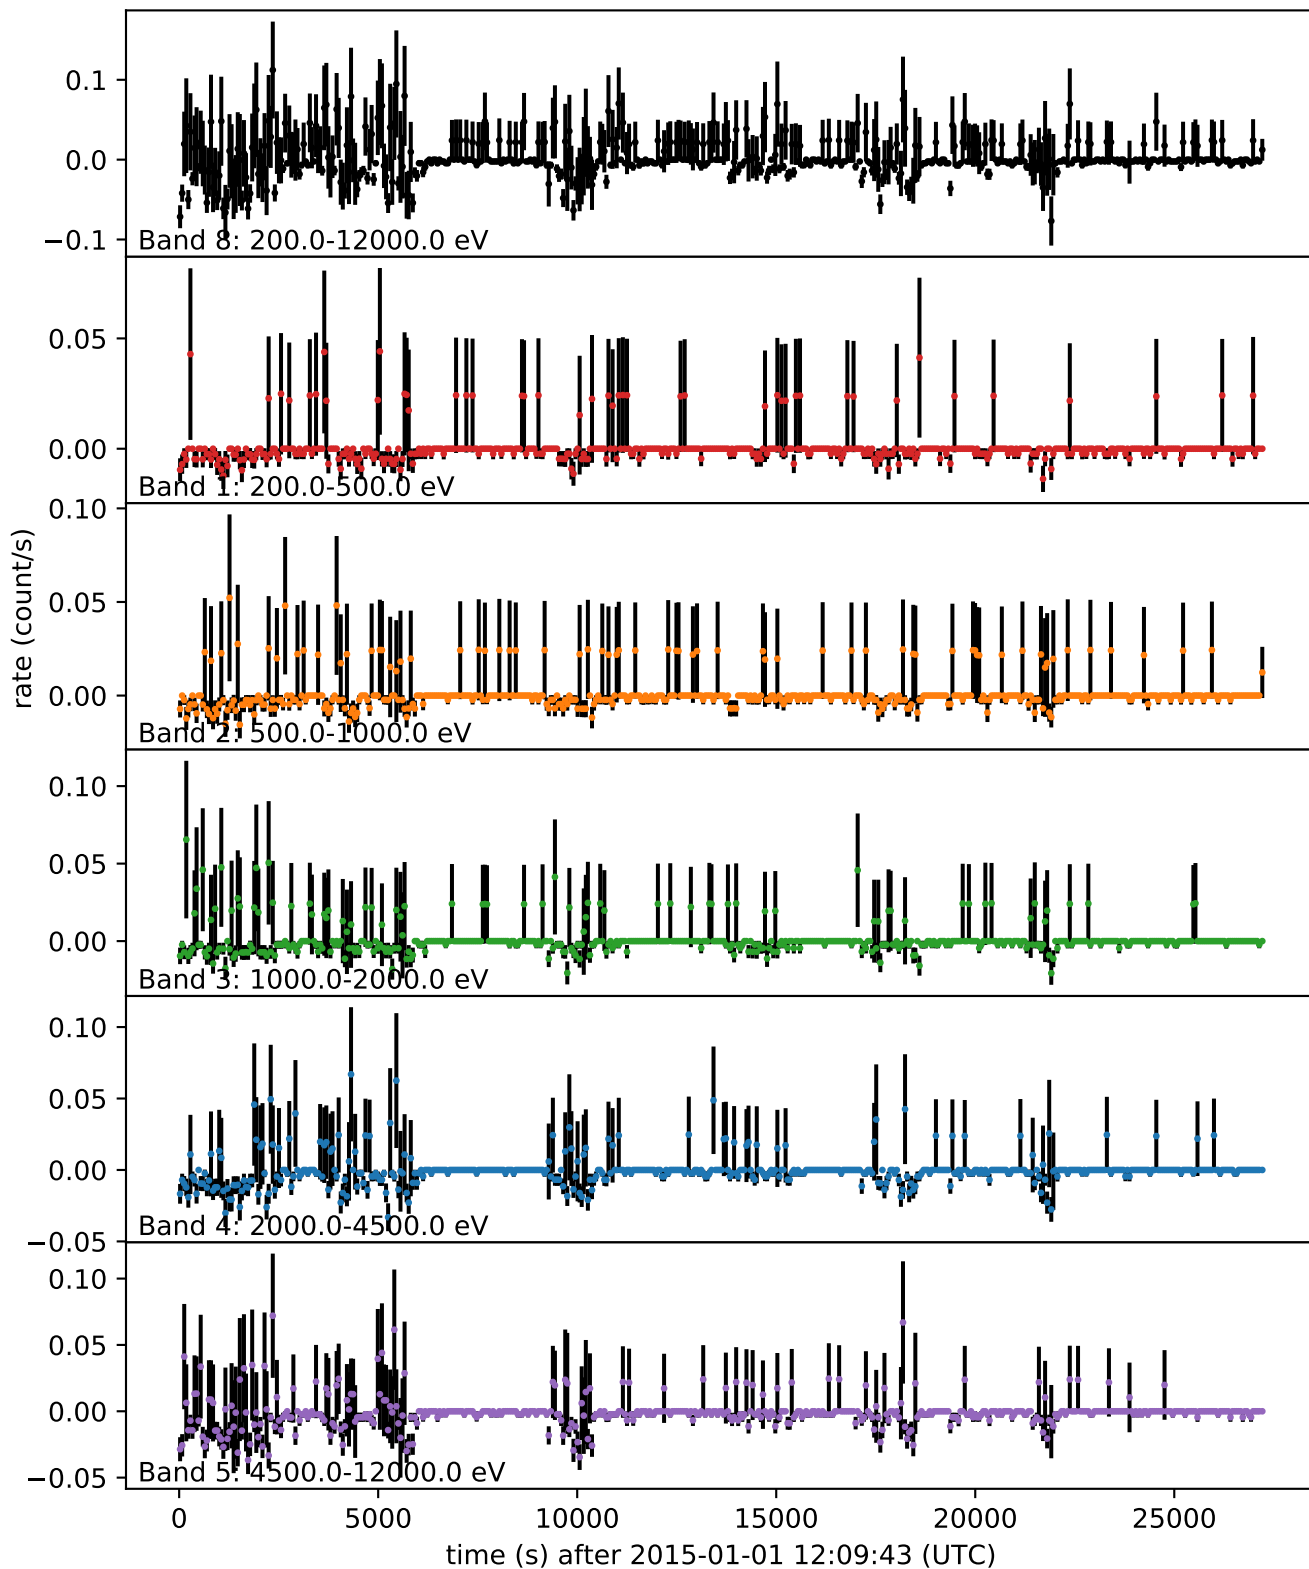 0.1
0.0
−0.1
Band 8: 200.0-12000.0 eV
0.05
0.00
Band 1: 200.0-500.0 eV
0.10
0.05
0.00
Band 2: 500.0-1000.0 eV
rate (count/s)
0.10
0.05
0.00
Band 3: 1000.0-2000.0 eV
0.10
0.05
0.00
−0.05
Band 4: 2000.0-4500.0 eV
0.10
0.05
0.00
−0.05
Band 5: 4500.0-12000.0 eV
0 5000 10000 15000 20000 25000
time (s) after 2015-01-01 12:09:43 (UTC)